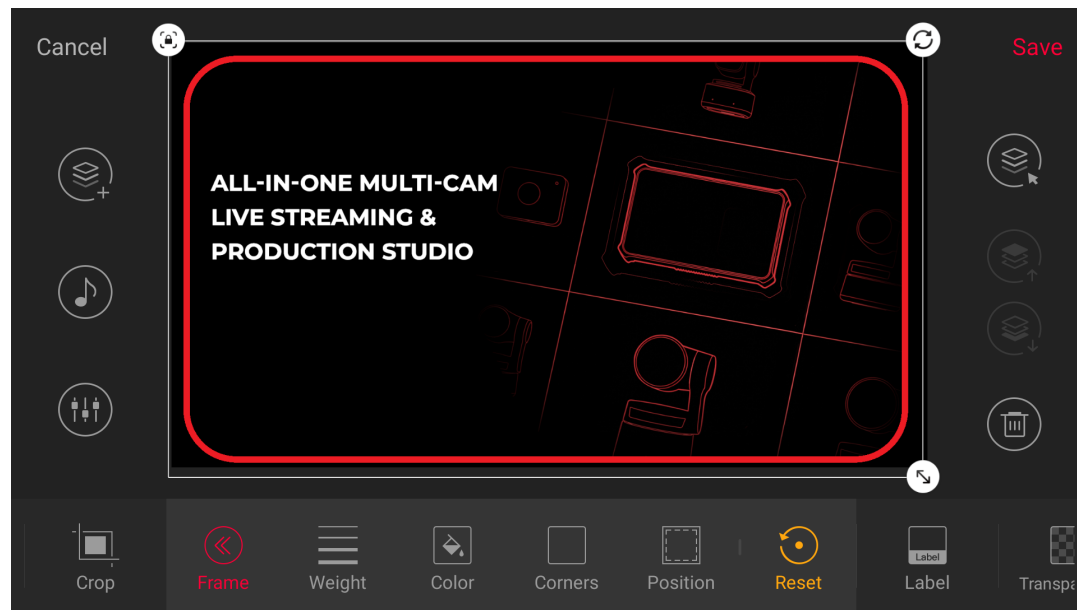 Cancel
Save
ALL-IN-ONE MULTI-CAM
LIVE STREAMING &
PRODUCTION STUDIO
Label
Crop
Frame
Weight
Color
Corners
Position
Reset
Label
Transpa